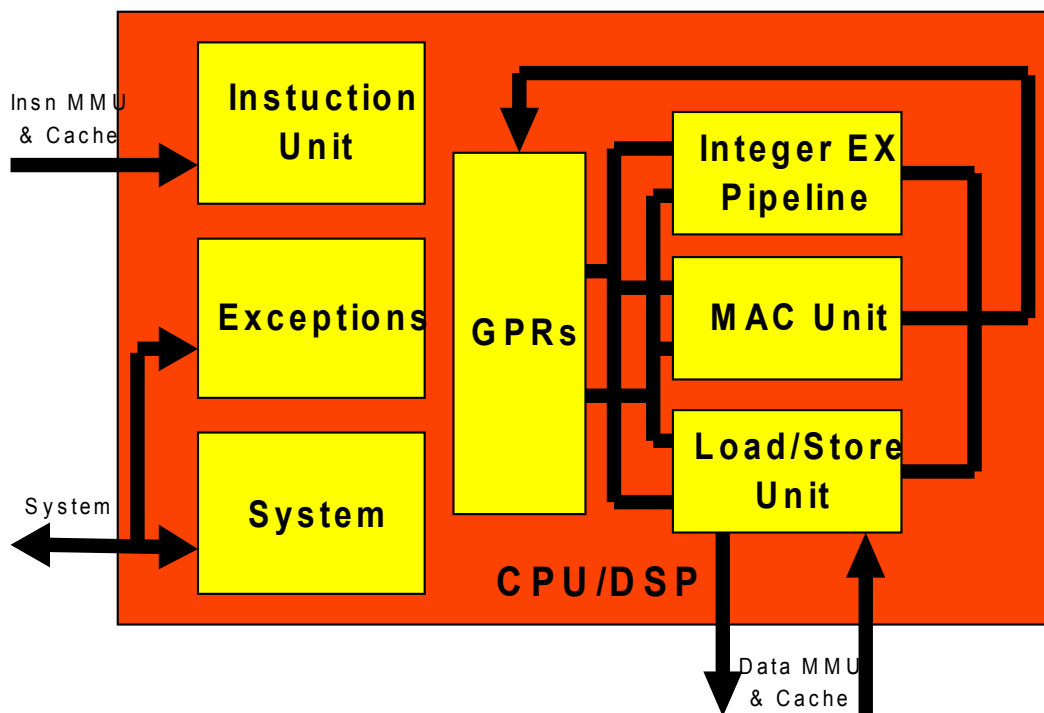 Insn MMU
& Cache
Instuction
Unit
Integer EX
Pipeline
Exceptions
GPRs
MAC Unit
Load/Store
Unit
System
System
CPU/DSP
Data MMU
& Cache